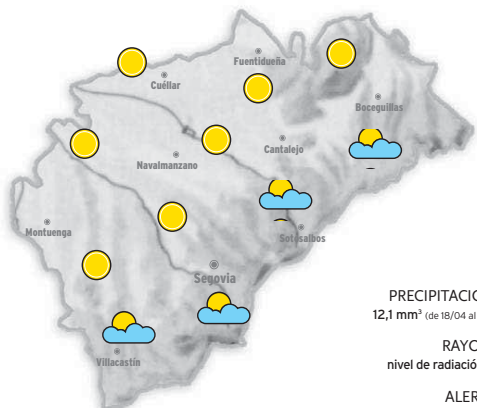 Fuentidueña
Cuéllar
Boceguillas
Cantalejo
Navalmanzano
Montuenga
Sotosalbos
Segovia
Villacastín
PRECIPITACIO
12,1 mm³ (de 18/04 al
RAYO
nivel de radiació
ALER